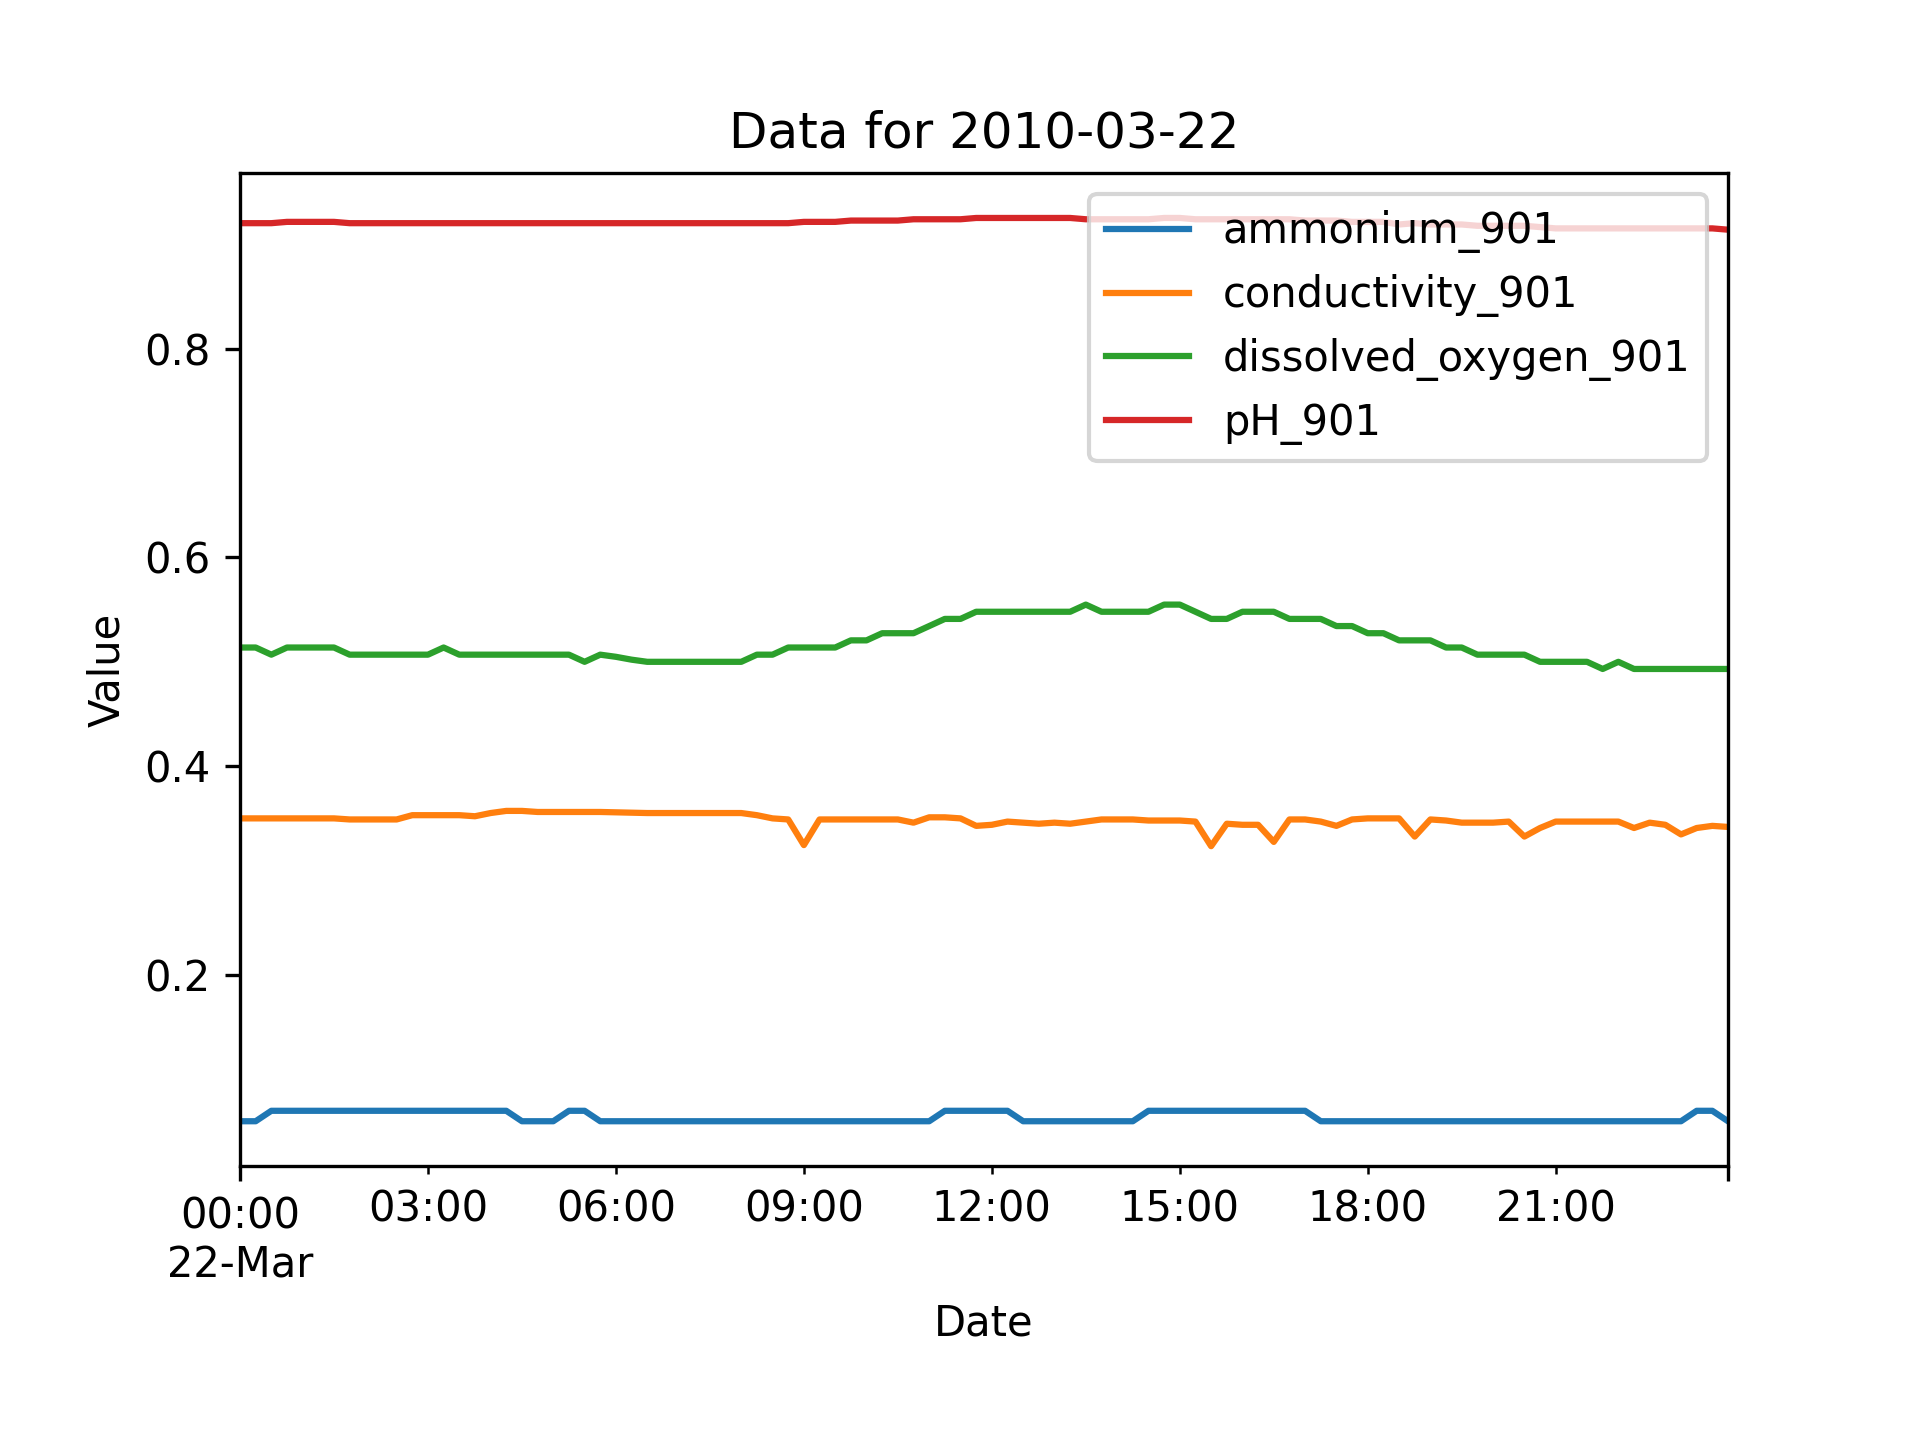 Data for 2010-03-22
ammonium_901
conductivity_901
dissolved_oxygen_901
pH_901
0.8
0.6
0.4
0.2
Value
00:00 03:00 06:00 09:00 12:00 15:00 18:00 21:00
22-Mar
Date